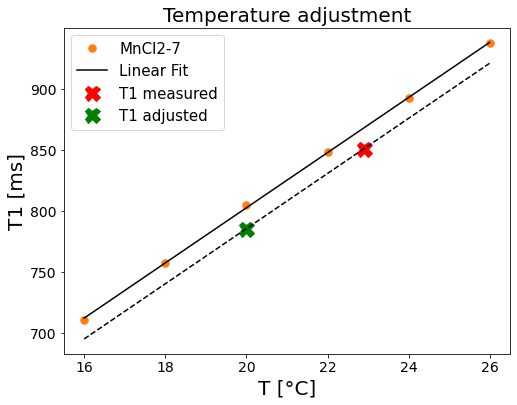 Temperature adjustment
MnCl2-7
Linear Fit
T1 measured
T1 adjusted
900
850
800
750
700
T1 [ms]
16 18 20 22 24 26
T [°C]